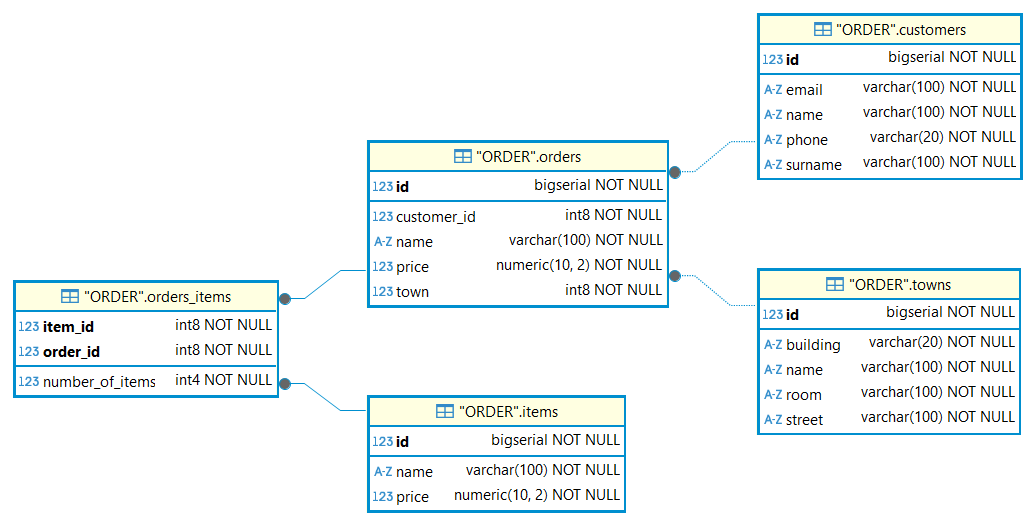 "ORDER".customers
123 id bigserial NOT NULL
A-Z email varchar(100) NOT NULL
A-Z name varchar(100) NOT NULL
A-Z phone varchar(20) NOT NULL
A-Z surname varchar(100) NOT NULL
"ORDER".orders
123 id bigserial NOT NULL
123 customer_id int8 NOT NULL
A-Z name varchar(100) NOT NULL
123 price numeric(10, 2) NOT NULL
123 town int8 NOT NULL
"ORDER".towns
123 id bigserial NOT NULL
A-Z building varchar(20) NOT NULL
A-Z name varchar(100) NOT NULL
A-Z room varchar(100) NOT NULL
A-Z street varchar(100) NOT NULL
"ORDER".orders_items
123 item_id int8 NOT NULL
123 order_id int8 NOT NULL
123 number_of_items int4 NOT NULL
"ORDER".items
123 id bigserial NOT NULL
A-Z name varchar(100) NOT NULL
123 price numeric(10, 2) NOT NULL